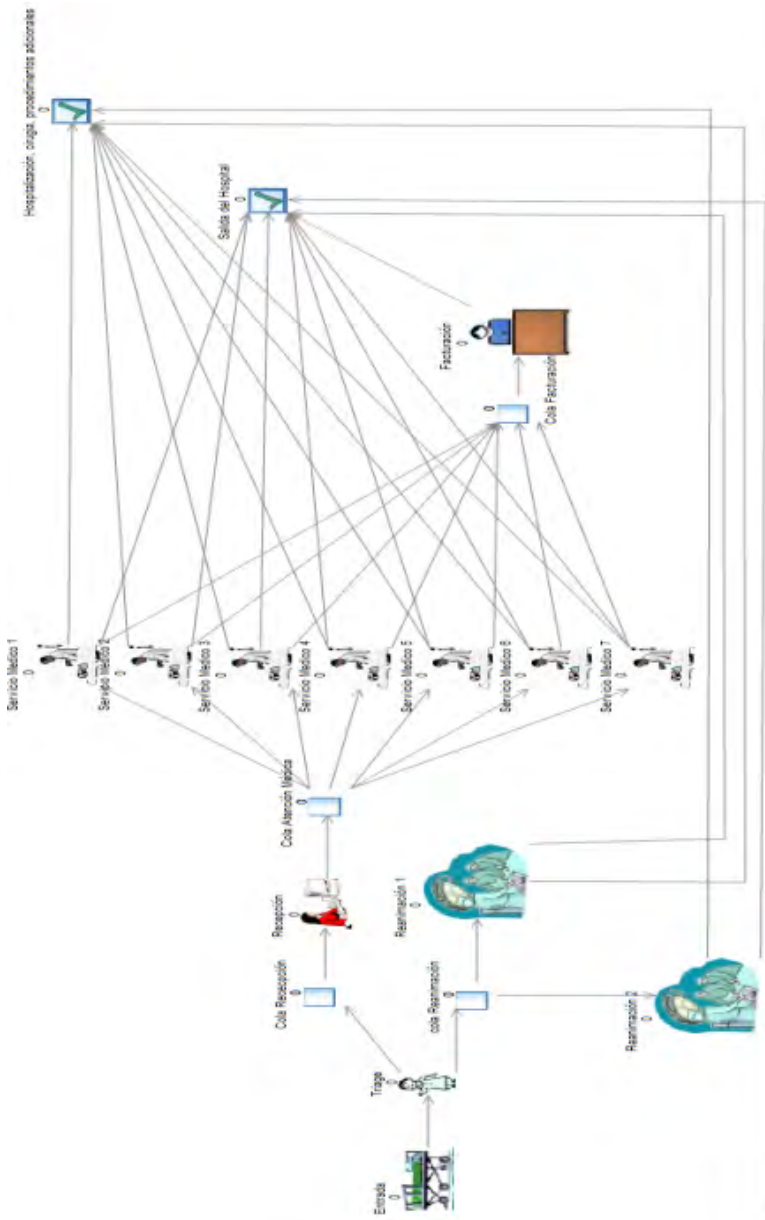 Entrada
0
Triage
0
Cola Recepción
0
cola Reanimación
0
Recepción
0
Reanimación 1
0
Reanimación 2
0
Cola Atención Médica
0
Servicio Médico 1
0
Servicio Médico 2
0
Servicio Médico 3
0
Servicio Médico 4
0
Servicio Médico 5
0
Servicio Médico 6
0
Servicio Médico 7
0
0
Cola Facturación
Facturación
0
Salida del Hospital
0
Hospitalización, cirugía, procedimientos adicionales
0